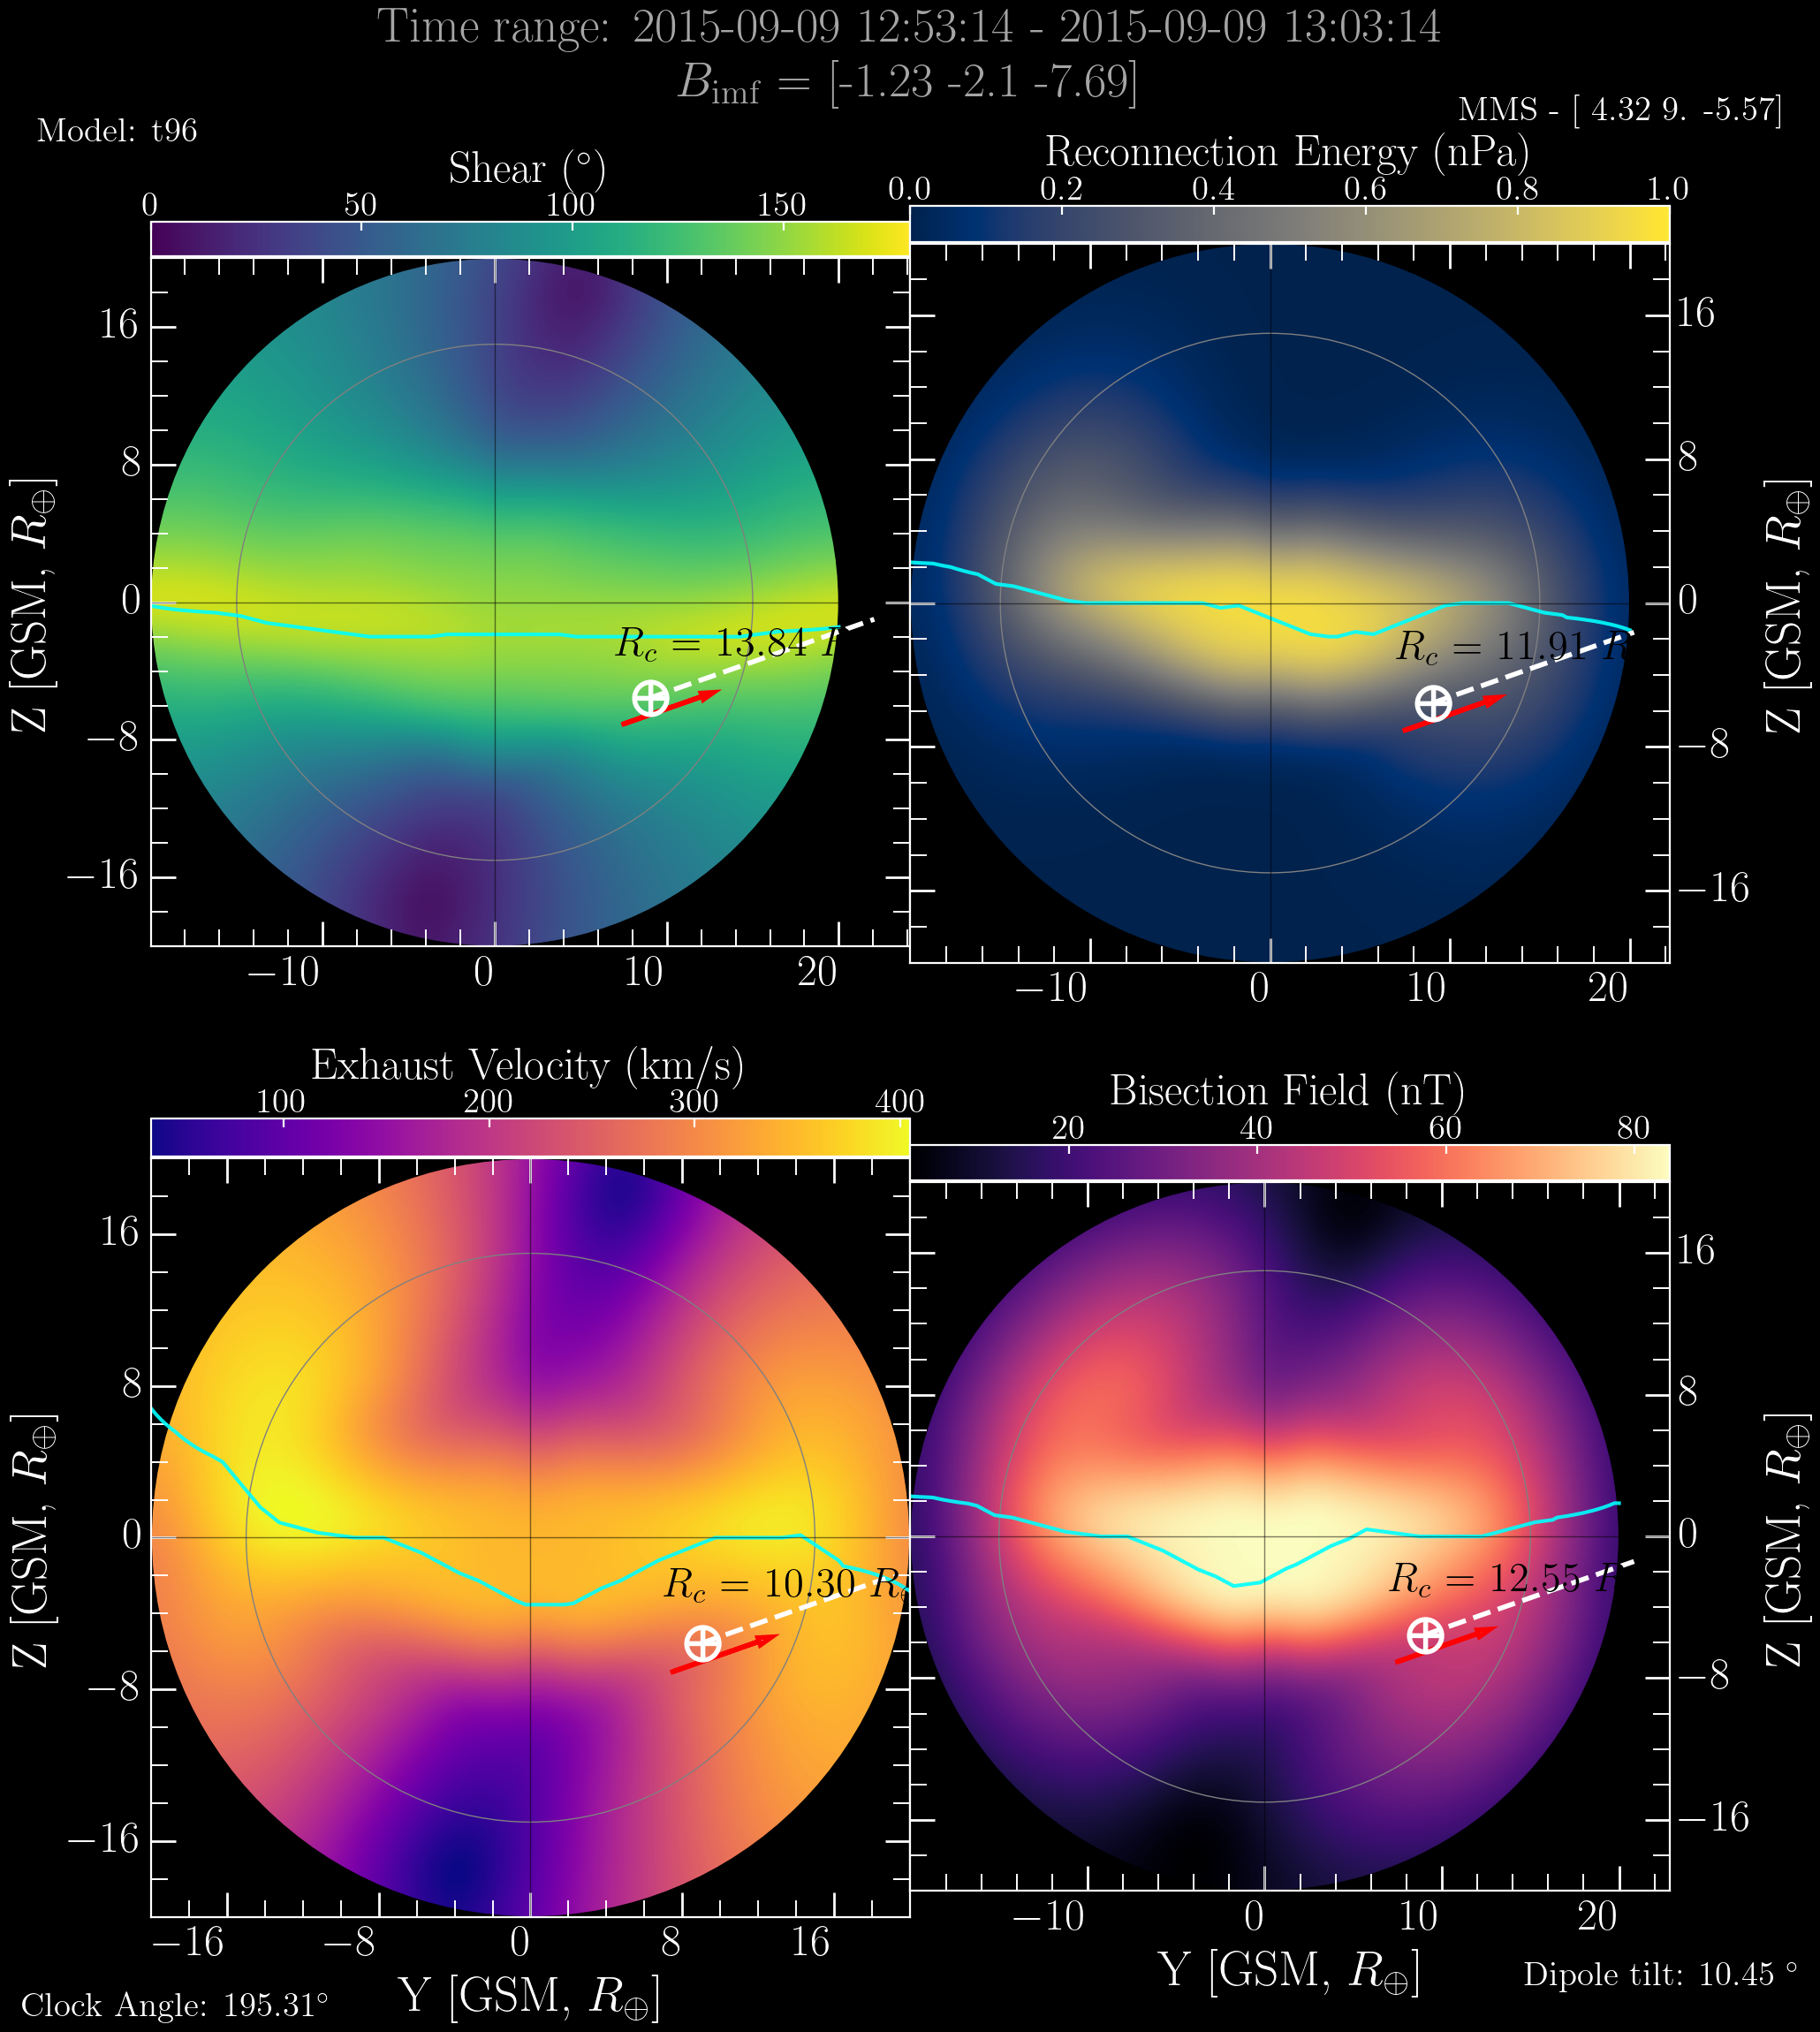 Time range: 2015-09-09 12:53:14 - 2015-09-09 13:03:14
B_imf = [-1.23 -2.1 -7.69]
MMS - [ 4.32 9. -5.57]
Model: t96
Shear (°)
0 50 100 150
Reconnection Energy (nPa)
0.0 0.2 0.4 0.6 0.8 1.0
Z [GSM, R⊕]
16
8
0
−8
−16
R_c = 13.84
−10 0 10 20
16
8
0
−8
−16
Z [GSM, R⊕]
R_c = 11.91 R
−10 0 10 20
Exhaust Velocity (km/s)
100 200 300 400
Bisection Field (nT)
20 40 60 80
Z [GSM, R⊕]
16
8
0
−8
−16
R_c = 10.30 R_e
−16 −8 0 8 16
Y [GSM, R⊕]
16
8
0
−8
−16
Z [GSM, R⊕]
R_c = 12.55 R
−10 0 10 20
Y [GSM, R⊕]
Clock Angle: 195.31°
Dipole tilt: 10.45 °